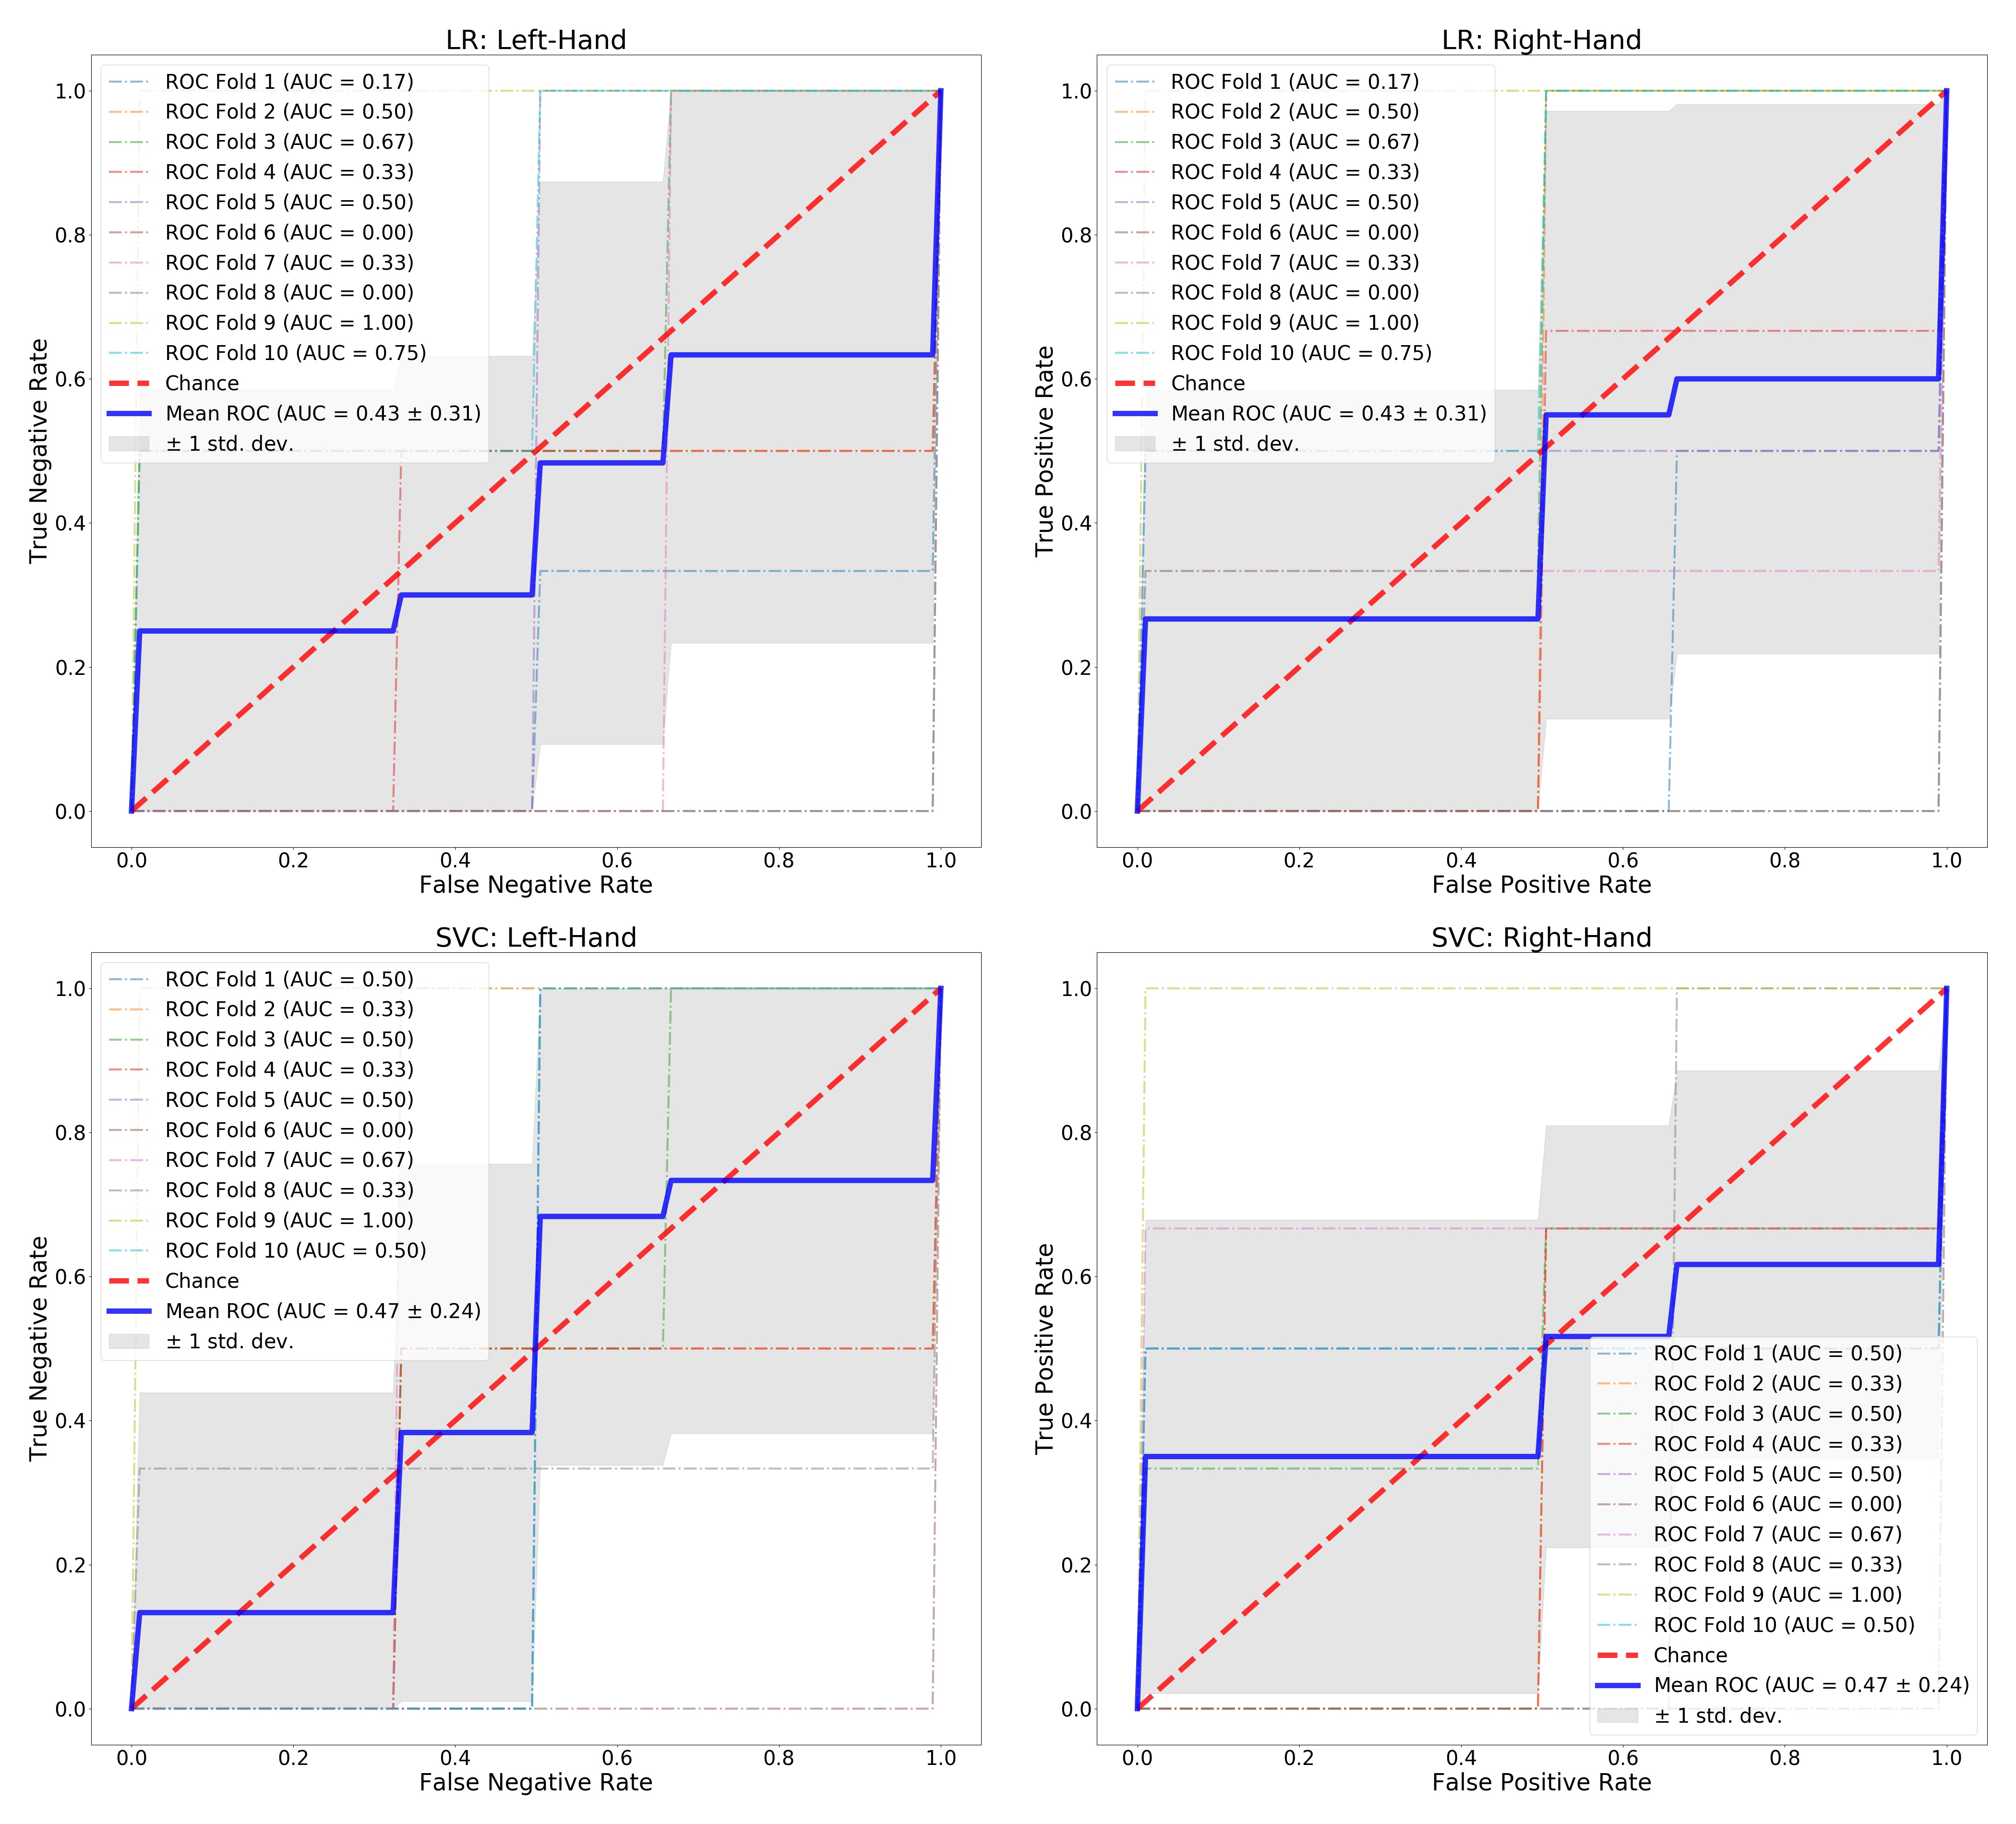 LR: Left-Hand
ROC Fold 1 (AUC = 0.17)
ROC Fold 2 (AUC = 0.50)
ROC Fold 3 (AUC = 0.67)
ROC Fold 4 (AUC = 0.33)
ROC Fold 5 (AUC = 0.50)
ROC Fold 6 (AUC = 0.00)
ROC Fold 7 (AUC = 0.33)
ROC Fold 8 (AUC = 0.00)
ROC Fold 9 (AUC = 1.00)
ROC Fold 10 (AUC = 0.75)
Chance
Mean ROC (AUC = 0.43 ± 0.31)
± 1 std. dev.
True Negative Rate
1.0
0.8
0.6
0.4
0.2
0.0
0.0 0.2 0.4 0.6 0.8 1.0
False Negative Rate
LR: Right-Hand
ROC Fold 1 (AUC = 0.17)
ROC Fold 2 (AUC = 0.50)
ROC Fold 3 (AUC = 0.67)
ROC Fold 4 (AUC = 0.33)
ROC Fold 5 (AUC = 0.50)
ROC Fold 6 (AUC = 0.00)
ROC Fold 7 (AUC = 0.33)
ROC Fold 8 (AUC = 0.00)
ROC Fold 9 (AUC = 1.00)
ROC Fold 10 (AUC = 0.75)
Chance
Mean ROC (AUC = 0.43 ± 0.31)
± 1 std. dev.
True Positive Rate
1.0
0.8
0.6
0.4
0.2
0.0
0.0 0.2 0.4 0.6 0.8 1.0
False Positive Rate
SVC: Left-Hand
ROC Fold 1 (AUC = 0.50)
ROC Fold 2 (AUC = 0.33)
ROC Fold 3 (AUC = 0.50)
ROC Fold 4 (AUC = 0.33)
ROC Fold 5 (AUC = 0.50)
ROC Fold 6 (AUC = 0.00)
ROC Fold 7 (AUC = 0.67)
ROC Fold 8 (AUC = 0.33)
ROC Fold 9 (AUC = 1.00)
ROC Fold 10 (AUC = 0.50)
Chance
Mean ROC (AUC = 0.47 ± 0.24)
± 1 std. dev.
True Negative Rate
1.0
0.8
0.6
0.4
0.2
0.0
0.0 0.2 0.4 0.6 0.8 1.0
False Negative Rate
SVC: Right-Hand
True Positive Rate
1.0
0.8
0.6
0.4
0.2
0.0
ROC Fold 1 (AUC = 0.50)
ROC Fold 2 (AUC = 0.33)
ROC Fold 3 (AUC = 0.50)
ROC Fold 4 (AUC = 0.33)
ROC Fold 5 (AUC = 0.50)
ROC Fold 6 (AUC = 0.00)
ROC Fold 7 (AUC = 0.67)
ROC Fold 8 (AUC = 0.33)
ROC Fold 9 (AUC = 1.00)
ROC Fold 10 (AUC = 0.50)
Chance
Mean ROC (AUC = 0.47 ± 0.24)
± 1 std. dev.
0.0 0.2 0.4 0.6 0.8 1.0
False Positive Rate